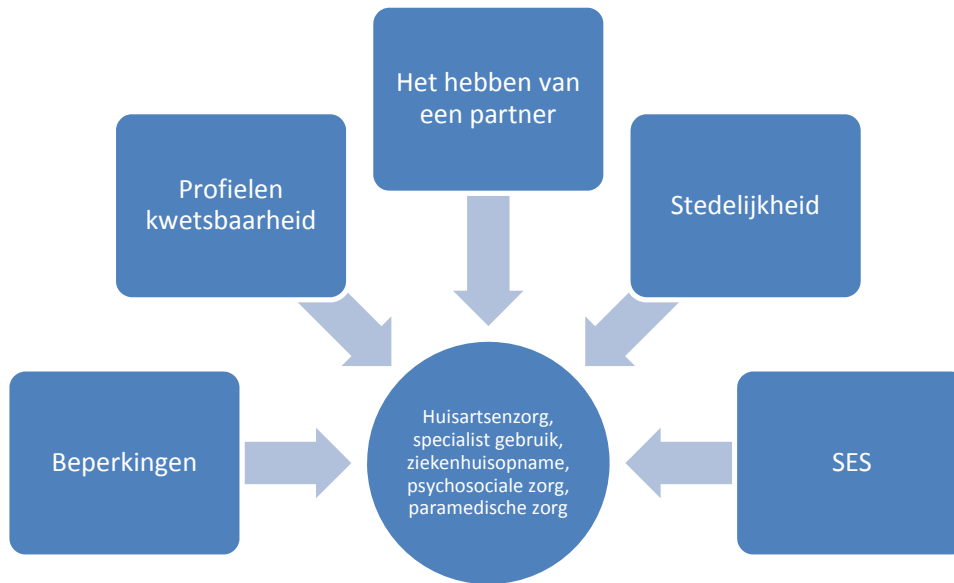 Het hebben van
een partner
Profielen
kwetsbaarheid
Stedelijkheid
Beperkingen
Huisartsenzorg,
specialist gebruik,
ziekenhuisopname,
psychosociale zorg,
paramedische zorg
SES